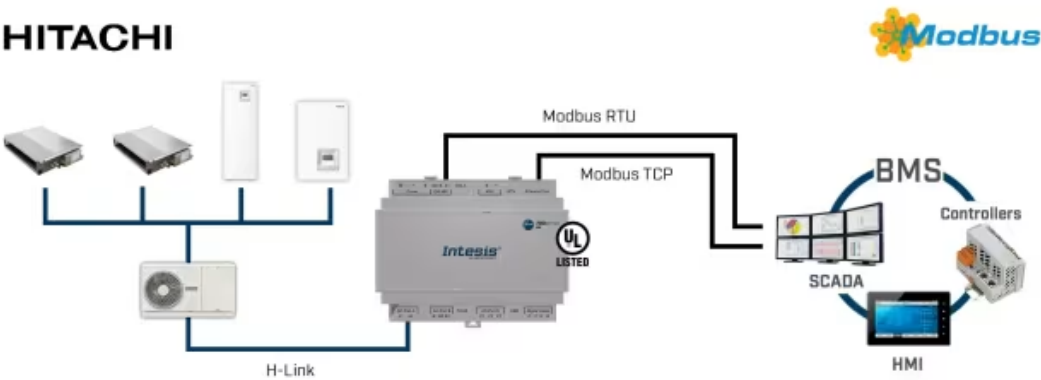 HITACHI
Modbus
Modbus RTU
Modbus TCP
BMS
Controllers
Intesis
UL
LISTED
SCADA
HMI
H-Link